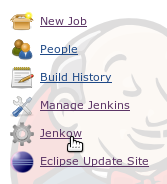 New Job
People
Build History
Manage Jenkins
Jenkow
Eclipse Update Site